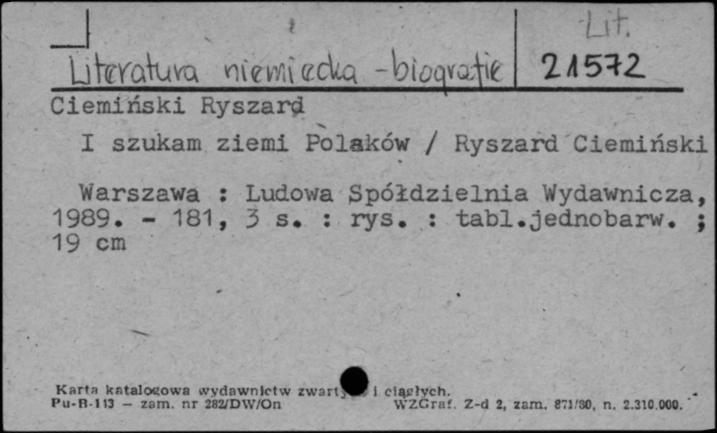 Lit.
Literatura niemiecka - biografie
21572
Ciemiński Ryszard
I szukam ziemi Polaków / Ryszard Ciemiński
Warszawa : Ludowa Spółdzielnia Wydawnicza,
1989. - 181, 3 s. : rys. : tabl.jednobarw. ;
19 cm
Karta katalogowa wydawnictw zwartych i ciągłych.
Pu-B-113 — zam. nr 282/DW/On
WZGraf. Z-d 2, zam. 871/80, n. 2.310.000.